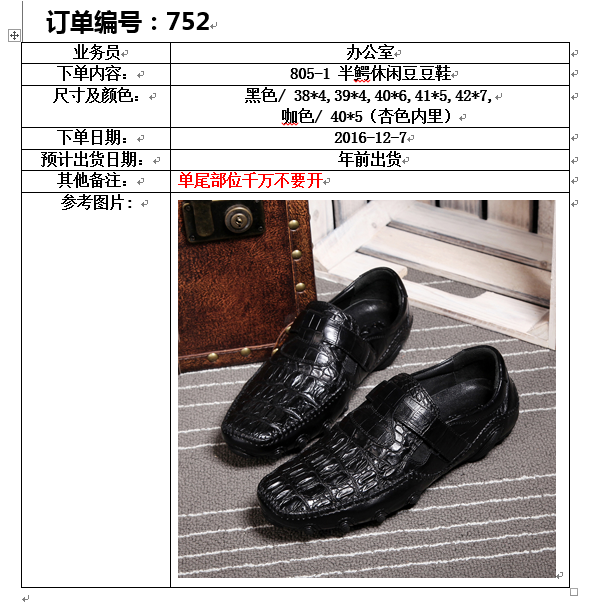 订单编号：752
业务员 办公室
下单内容： 805-1 半鳄休闲豆豆鞋
尺寸及颜色： 黑色/ 38*4,39*4,40*6,41*5,42*7,
咖色/ 40*5（杏色内里）
下单日期： 2016-12-7
预计出货日期： 年前出货
其他备注： 单尾部位千万不要开
参考图片: